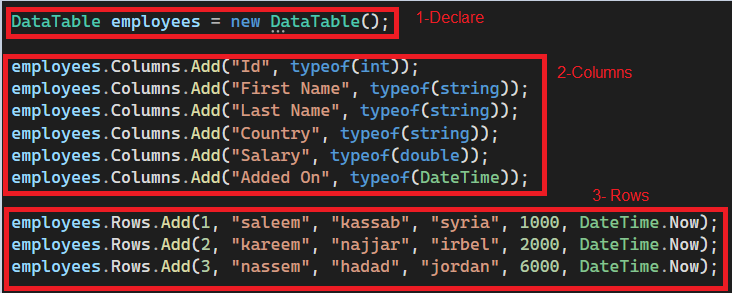 DataTable employees = new DataTable(); 1-Declare
employees.Columns.Add("Id", typeof(int));
2-Columns
employees.Columns.Add("First Name", typeof(string));
employees.Columns.Add("Last Name", typeof(string));
employees.Columns.Add("Country", typeof(string));
employees.Columns.Add("Salary", typeof(double));
employees.Columns.Add("Added On", typeof(DateTime));
3- Rows
employees.Rows.Add(1, "saleem", "kassab", "syria", 1000, DateTime.Now);
employees.Rows.Add(2, "kareem", "najjar", "irbel", 2000, DateTime.Now);
employees.Rows.Add(3, "nassem", "hadad", "jordan", 6000, DateTime.Now);